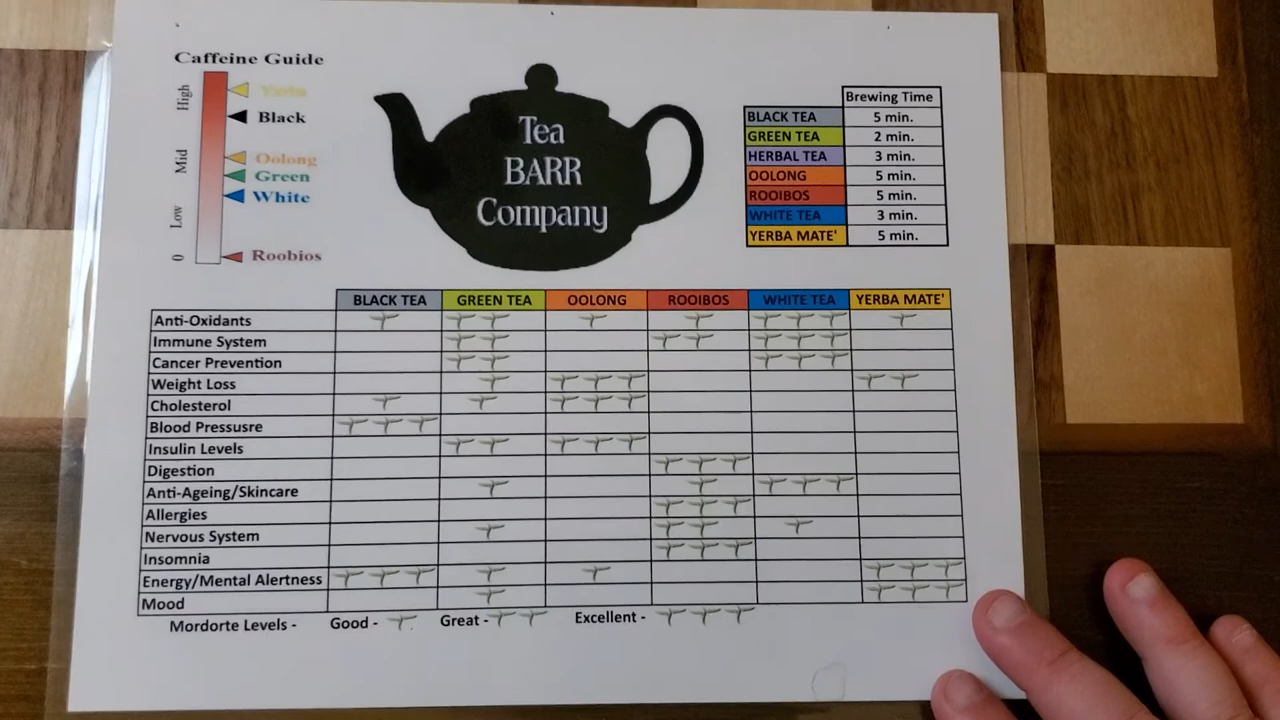 Caffeine Guide
High
Mid
Low
0
Yerba
Black
Oolong
Green
White
Roobios
Tea
BARR
Company
Brewing Time
BLACK TEA 5 min.
GREEN TEA 2 min.
HERBAL TEA 3 min.
OOLONG 5 min.
ROOIBOS 5 min.
WHITE TEA 3 min.
YERBA MATE' 5 min.
BLACK TEA GREEN TEA OOLONG ROOIBOS WHITE TEA YERBA MATE'
Anti-Oxidants
Immune System
Cancer Prevention
Weight Loss
Cholesterol
Blood Pressusre
Insulin Levels
Digestion
Anti-Ageing/Skincare
Allergies
Nervous System
Insomnia
Energy/Mental Alertness
Mood
Mordorte Levels - Good - Great - Excellent -